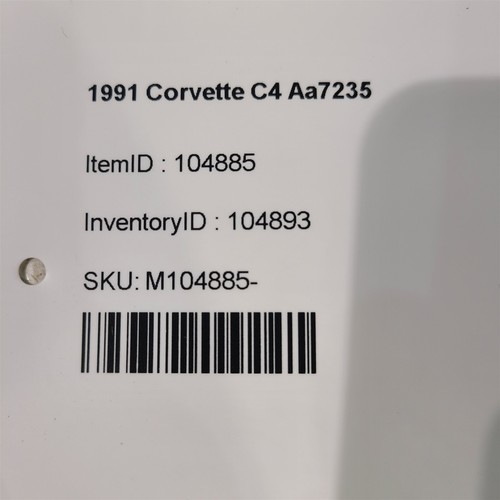 1991 Corvette C4 Aa7235
ItemID : 104885
InventoryID : 104893
SKU: M104885-